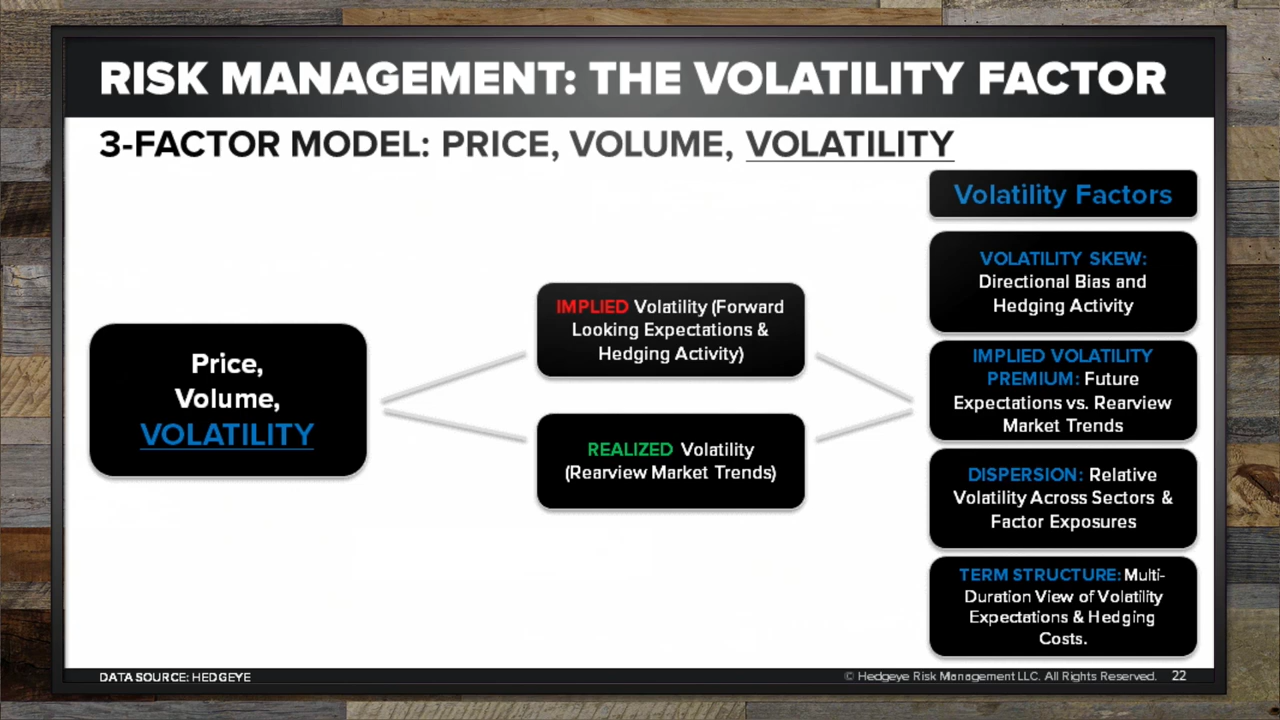 RISK MANAGEMENT: THE VOLATILITY FACTOR
3-FACTOR MODEL: PRICE, VOLUME, VOLATILITY
Price,
Volume,
VOLATILITY
IMPLIED Volatility (Forward
Looking Expectations &
Hedging Activity)
REALIZED Volatility
(Rearview Market Trends)
Volatility Factors
VOLATILITY SKEW:
Directional Bias and
Hedging Activity
IMPLIED VOLATILITY
PREMIUM: Future
Expectations vs. Rearview
Market Trends
DISPERSION: Relative
Volatility Across Sectors &
Factor Exposures
TERM STRUCTURE: Multi-
Duration View of Volatility
Expectations & Hedging
Costs.
DATA SOURCE: HEDGEYE
© Hedgeye Risk Management LLC. All Rights Reserved. 22